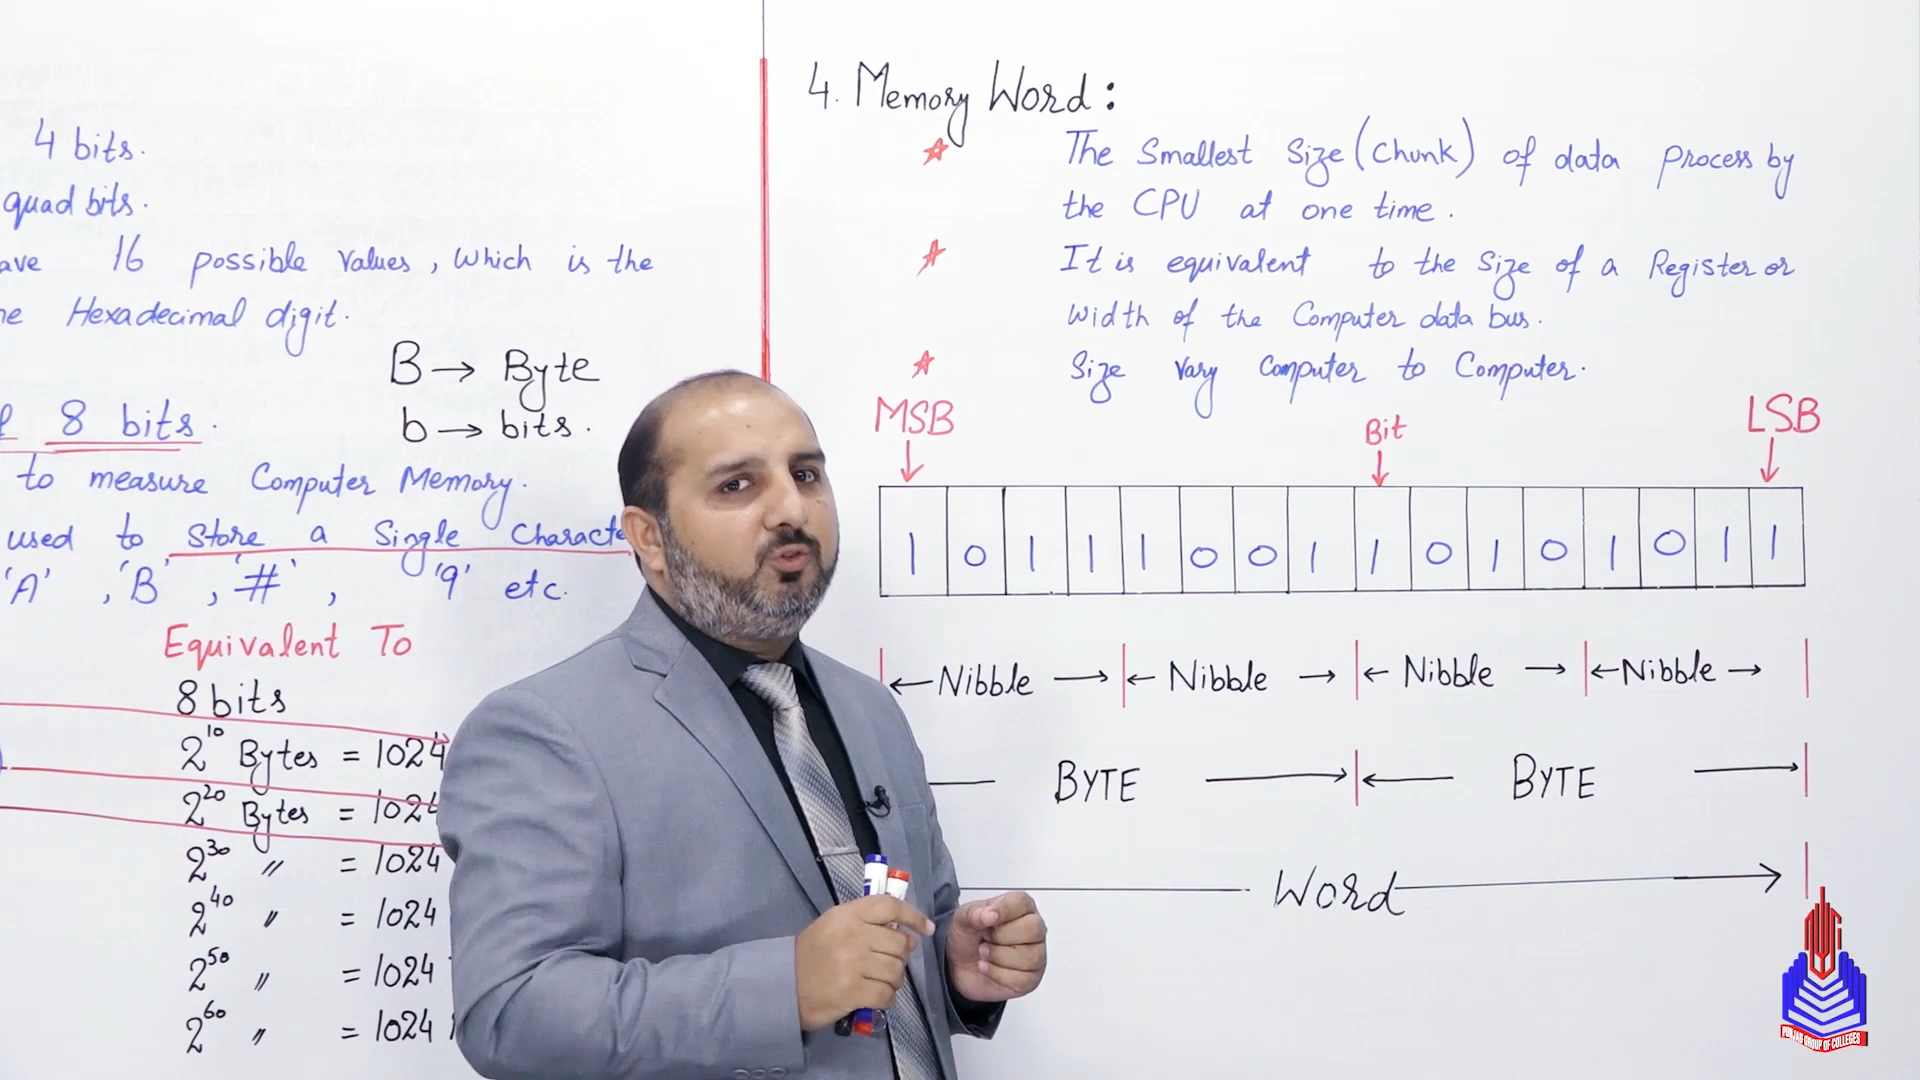 4 bits.
quad bits.
ave 16 possible values, which is the
ne Hexadecimal digit.
B → Byte
b → bits.
f 8 bits.
to measure Computer Memory.
used to store a Single Characte
'A', 'B', '#', '9' etc.
Equivalent To
8 bits
2^10 Bytes = 1024
2^20 Bytes = 1024
2^30 〃 = 1024
2^40 〃 = 1024
2^50 〃 = 1024
2^60 〃 = 1024
4. Memory Word:
The Smallest Size (Chunk) of data Process by
the CPU at one time.
It is equivalent to the Size of a Register or
width of the Computer data bus.
Size vary Computer to Computer.
MSB Bit LSB
1 0 1 1 1 0 0 1 1 0 1 0 1 0 1 1
← Nibble → ← Nibble → ← Nibble → ← Nibble →
BYTE → ← BYTE →
Word →
PUNJAB GROUP OF COLLEGES